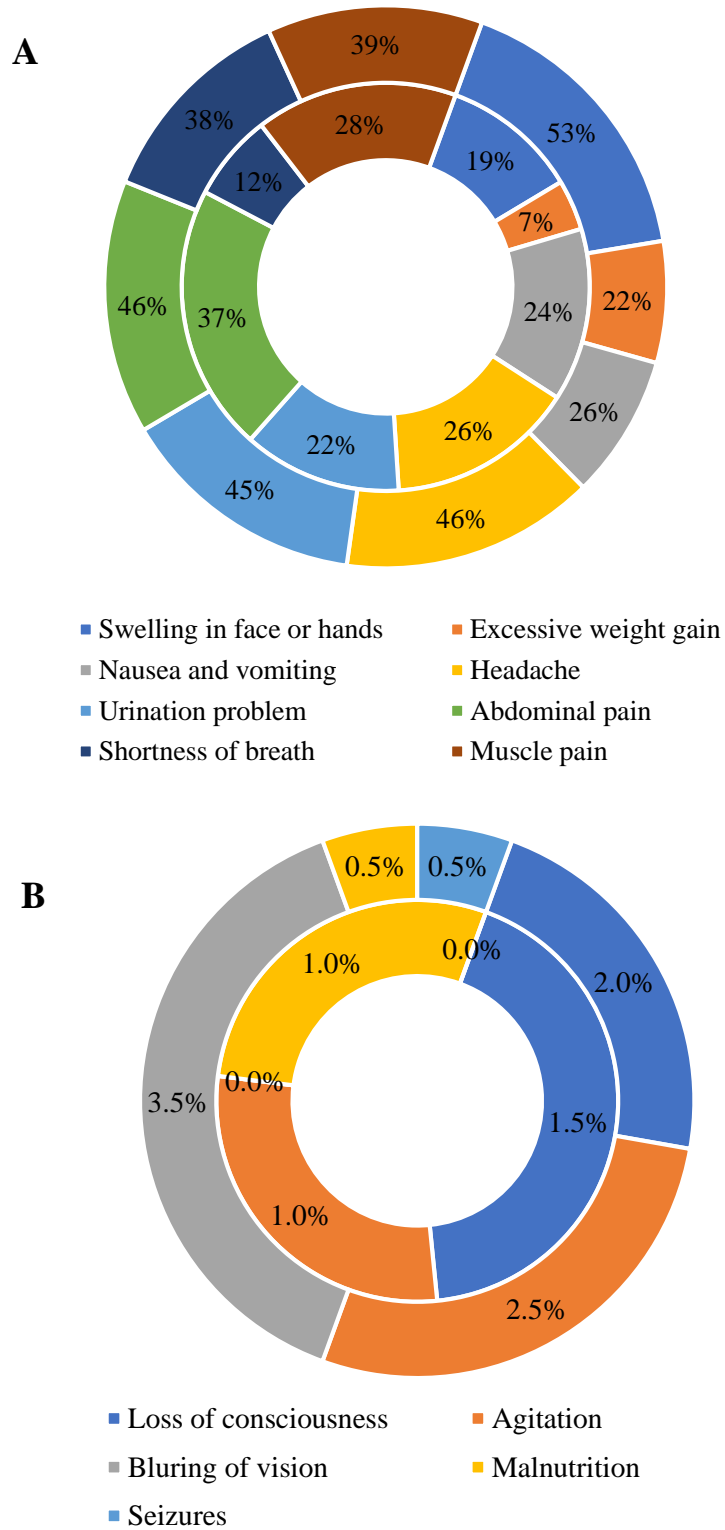 A
39%
38%
53%
28%
19%
12%
7%
46%
37%
24%
22%
26%
22%
26%
45%
46%
Swelling in face or hands
Excessive weight gain
Nausea and vomiting
Headache
Urination problem
Abdominal pain
Shortness of breath
Muscle pain
B
0.5%
0.5%
1.0%
0.0%
2.0%
0.0%
3.5%
1.5%
1.0%
2.5%
Loss of consciousness
Agitation
Bluring of vision
Malnutrition
Seizures